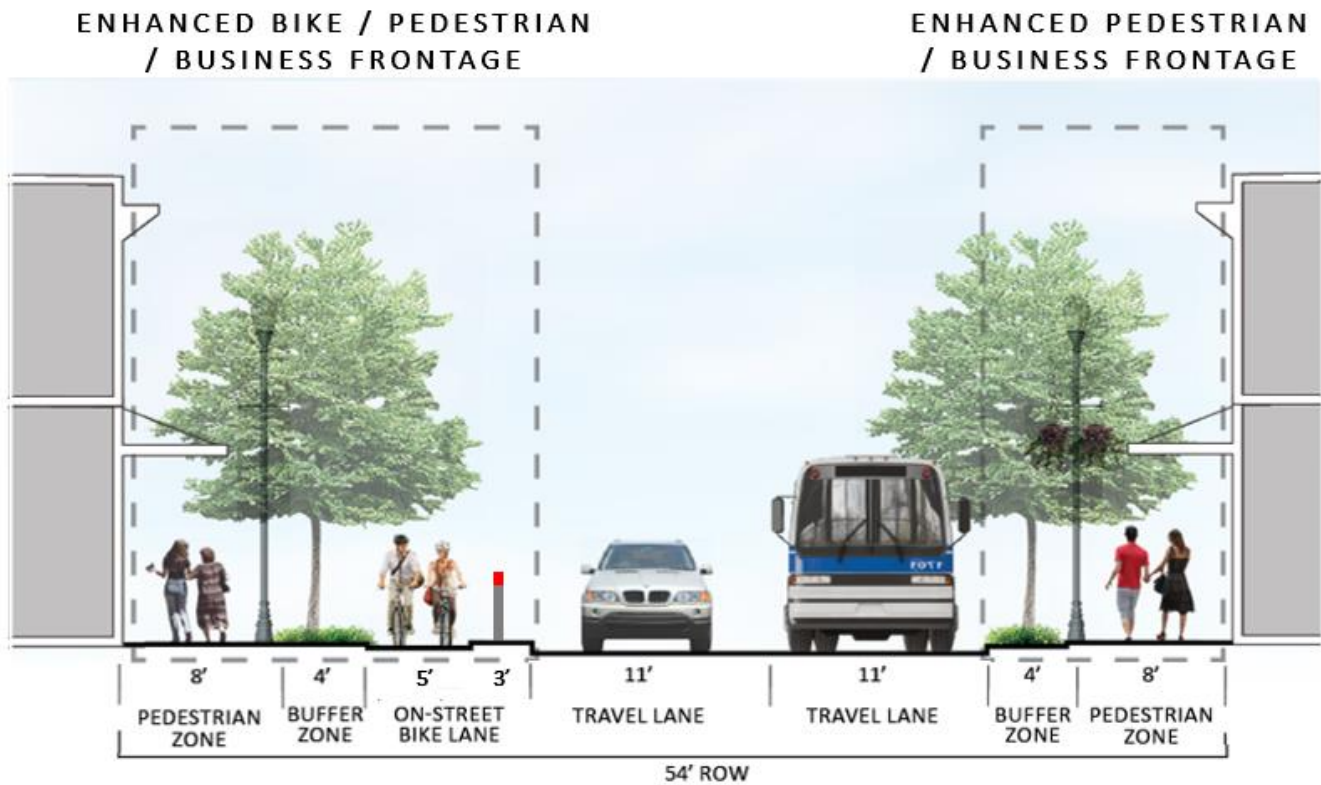 ENHANCED BIKE / PEDESTRIAN
/ BUSINESS FRONTAGE
ENHANCED PEDESTRIAN
/ BUSINESS FRONTAGE
8'
4'
5'
3'
11'
11'
4'
8'
PEDESTRIAN
ZONE
BUFFER
ZONE
ON-STREET
BIKE LANE
TRAVEL LANE
TRAVEL LANE
BUFFER
ZONE
PEDESTRIAN
ZONE
54' ROW